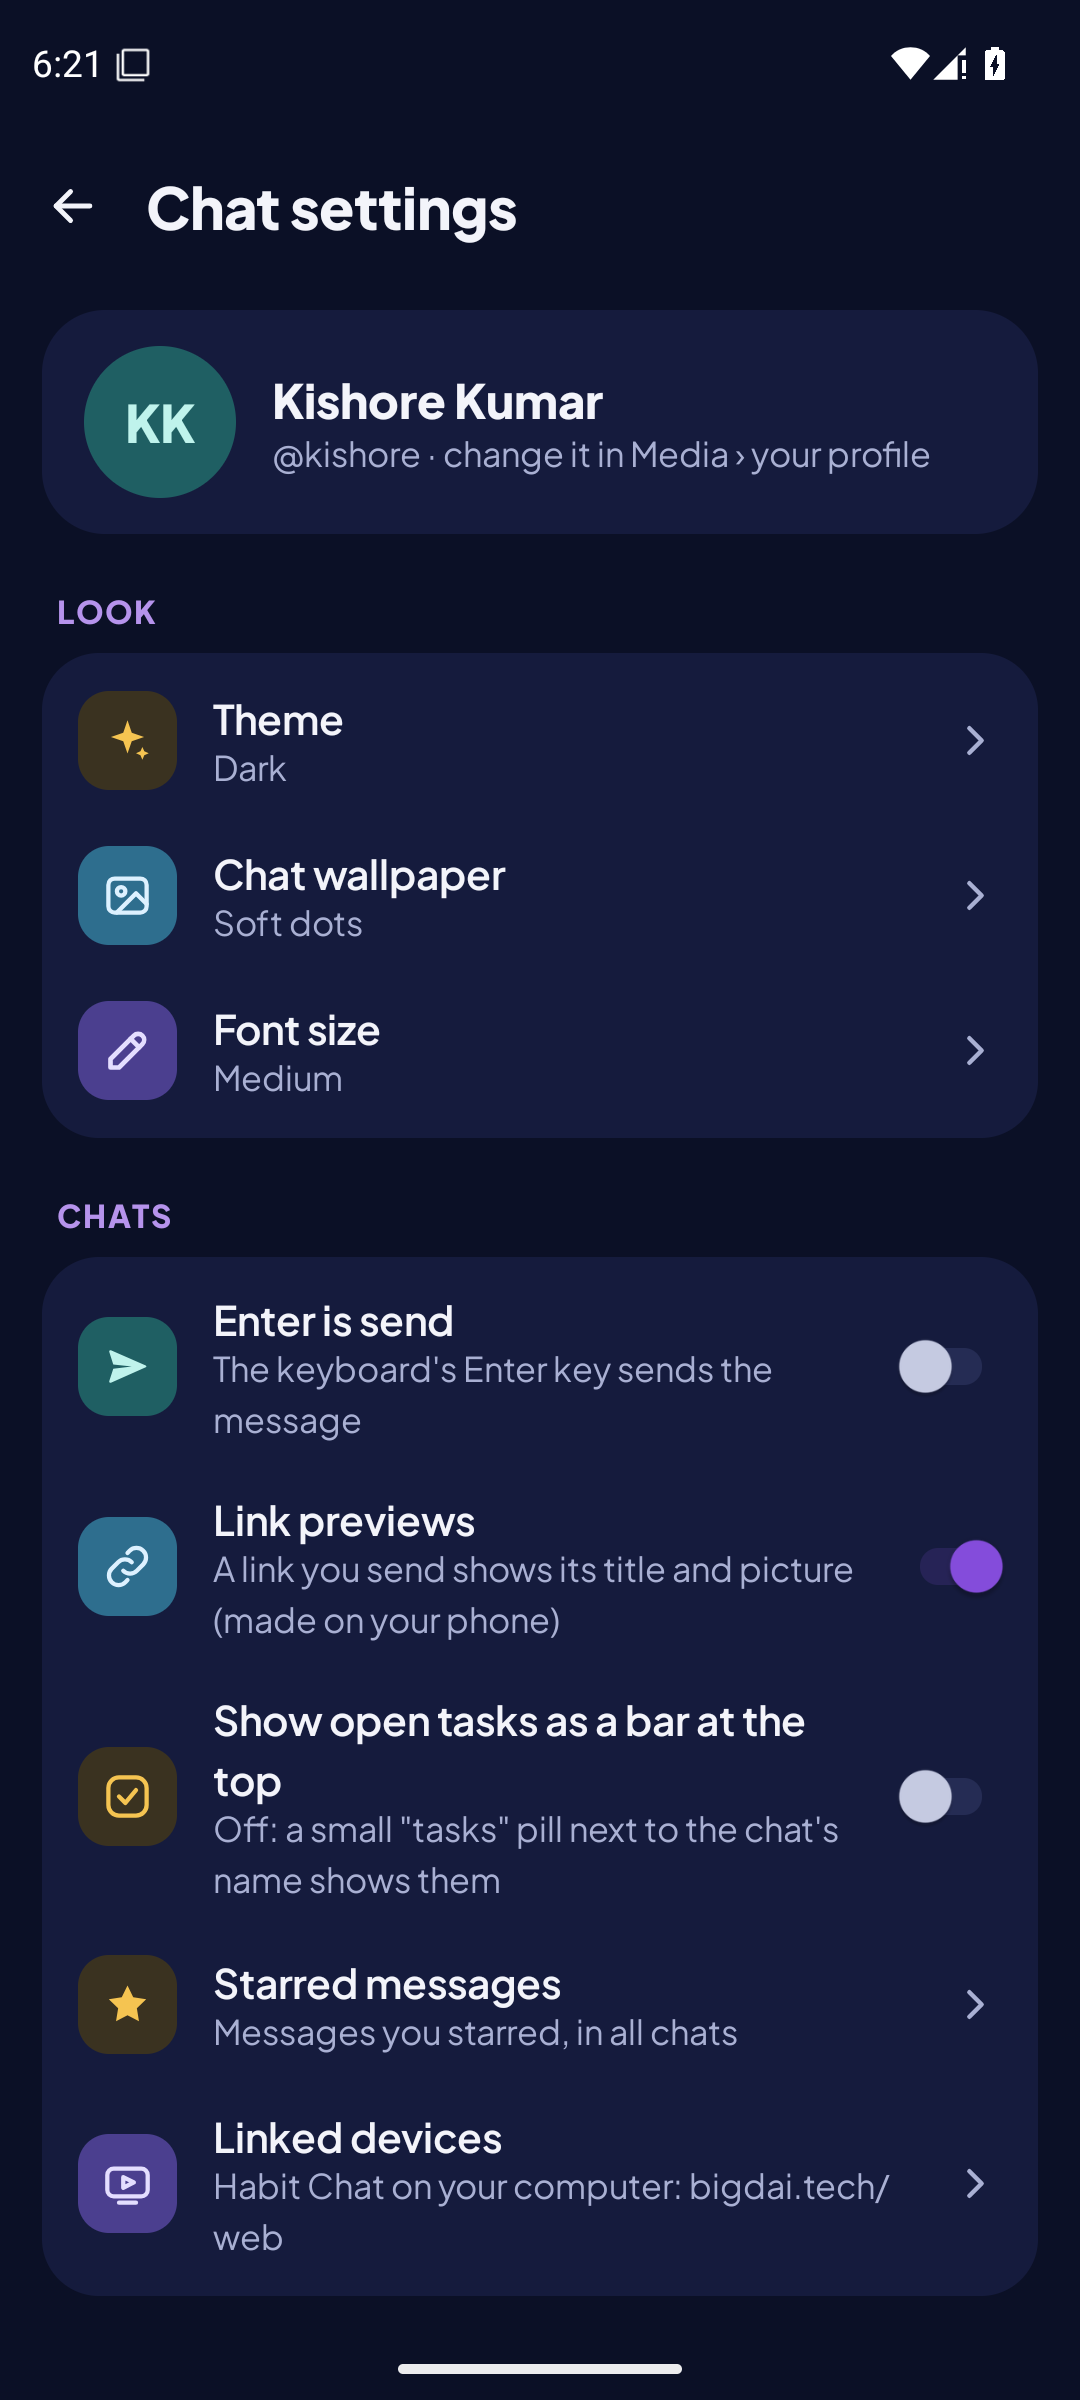 6:21
Chat settings
KK
Kishore Kumar
@kishore · change it in Media › your profile
LOOK
Theme
Dark
Chat wallpaper
Soft dots
Font size
Medium
CHATS
Enter is send
The keyboard's Enter key sends the
message
Link previews
A link you send shows its title and picture
(made on your phone)
Show open tasks as a bar at the
top
Off: a small "tasks" pill next to the chat's
name shows them
Starred messages
Messages you starred, in all chats
Linked devices
Habit Chat on your computer: bigdai.tech/
web